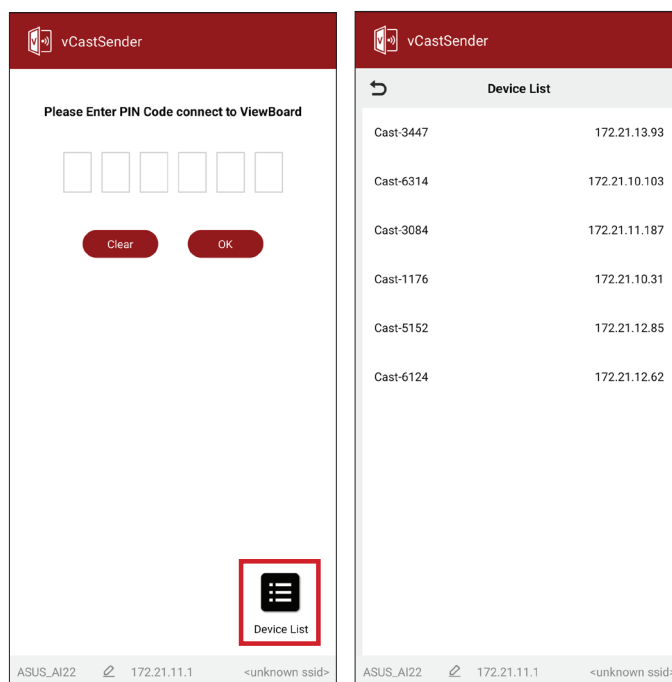 vCastSender
Please Enter PIN Code connect to ViewBoard
Clear
OK
Device List
ASUS_AI22
172.21.11.1
<unknown ssid>
vCastSender
Device List
Cast-3447 172.21.13.93
Cast-6314 172.21.10.103
Cast-3084 172.21.11.187
Cast-1176 172.21.10.31
Cast-5152 172.21.12.85
Cast-6124 172.21.12.62
ASUS_AI22
172.21.11.1
<unknown ssid>